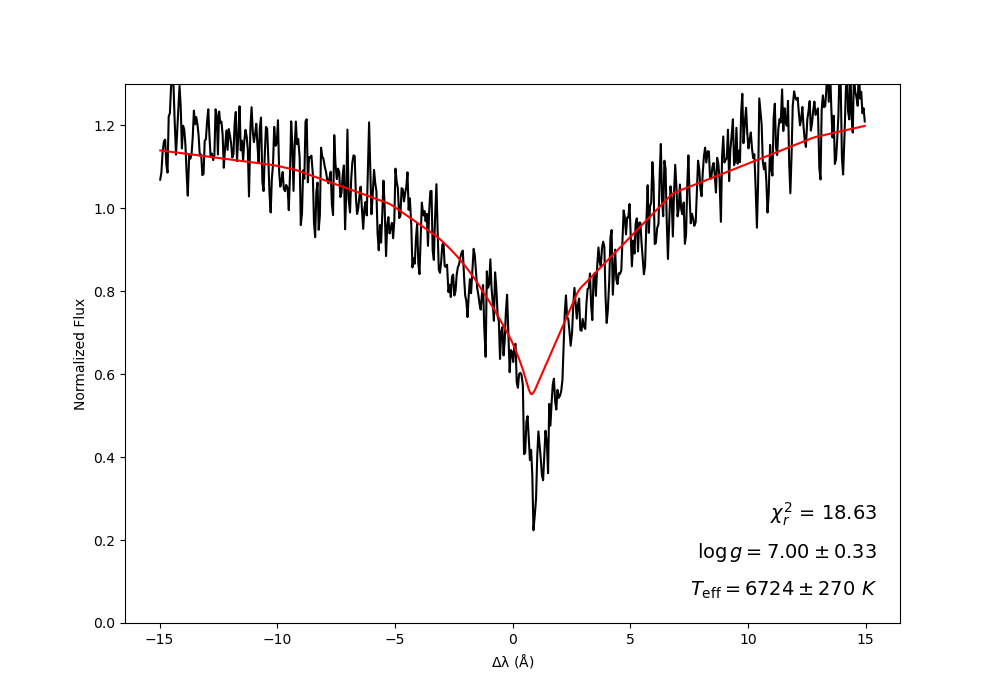 1.2
1.0
0.8
0.6
0.4
0.2
0.0
Normalized Flux
χ²ᵣ = 18.63
log g = 7.00 ± 0.33
T_eff = 6724 ± 270 K
−15 −10 −5 0 5 10 15
Δλ (Å)